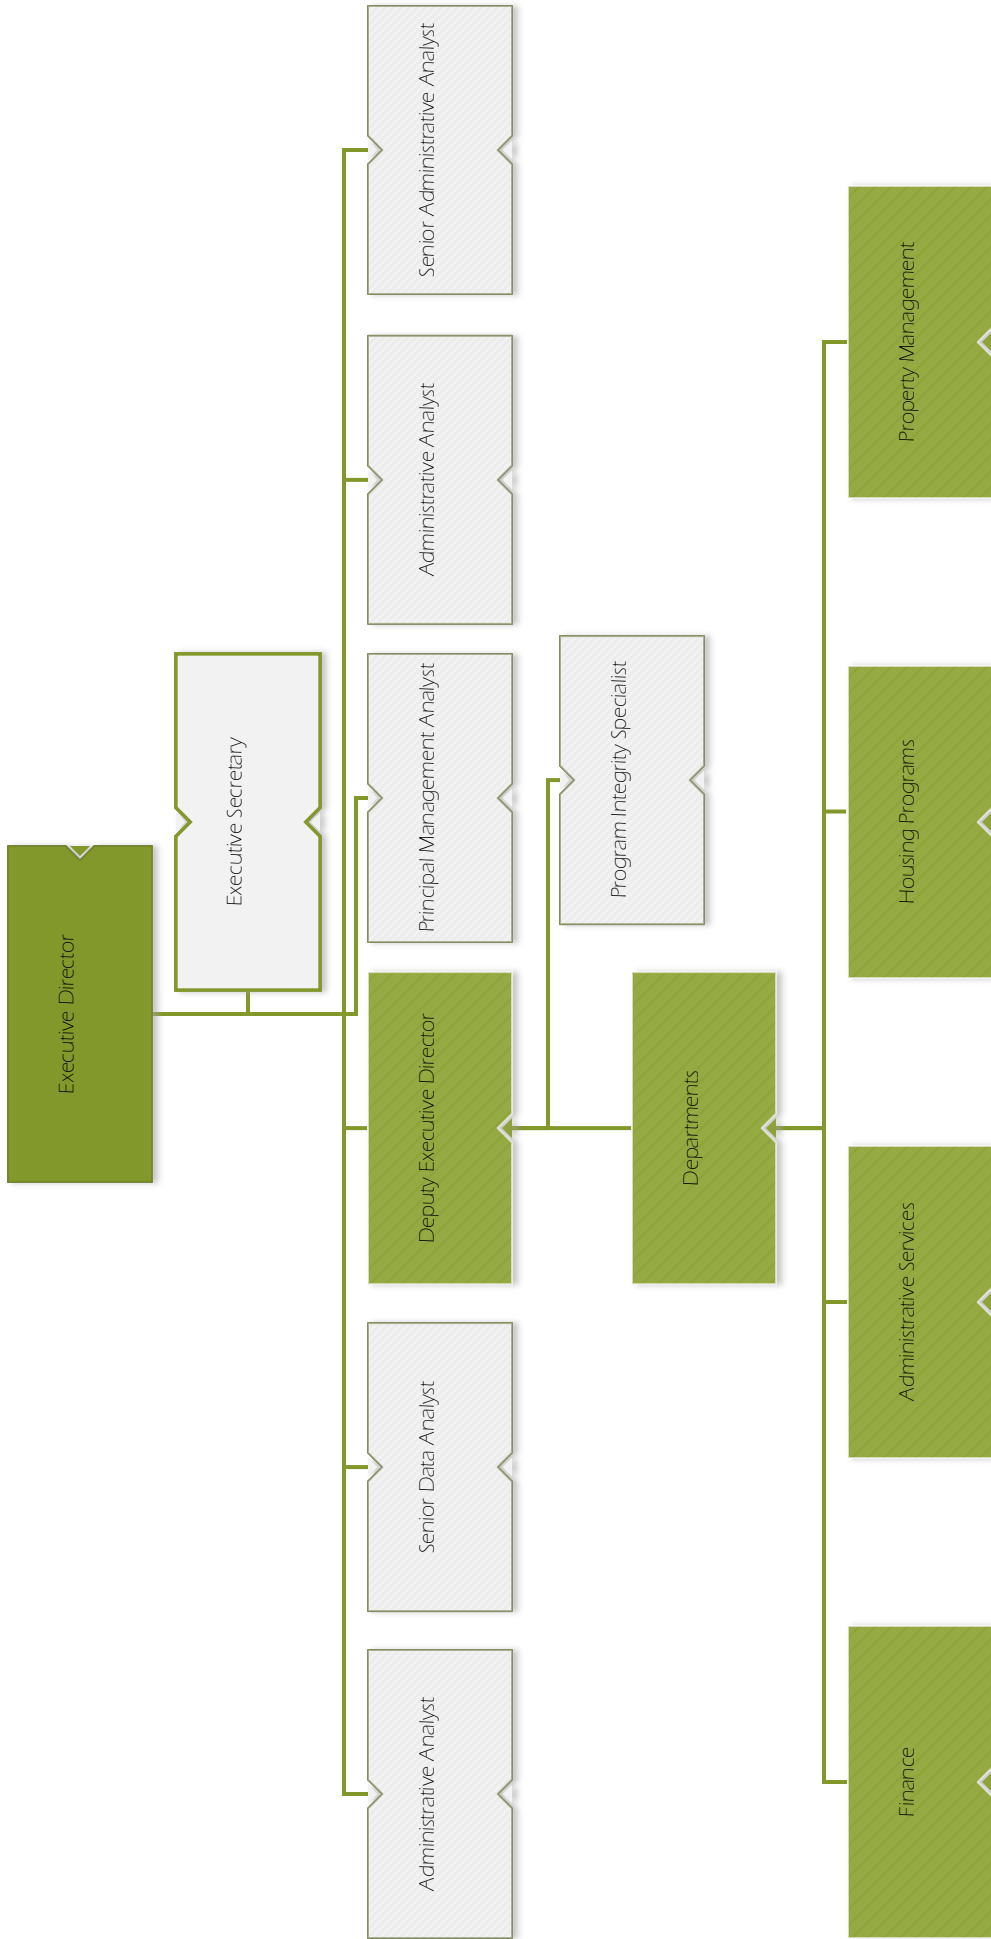 Executive Director
Executive Secretary
Administrative Analyst
Senior Data Analyst
Deputy Executive Director
Principal Management Analyst
Administrative Analyst
Senior Administrative Analyst
Program Integrity Specialist
Departments
Finance
Administrative Services
Housing Programs
Property Management